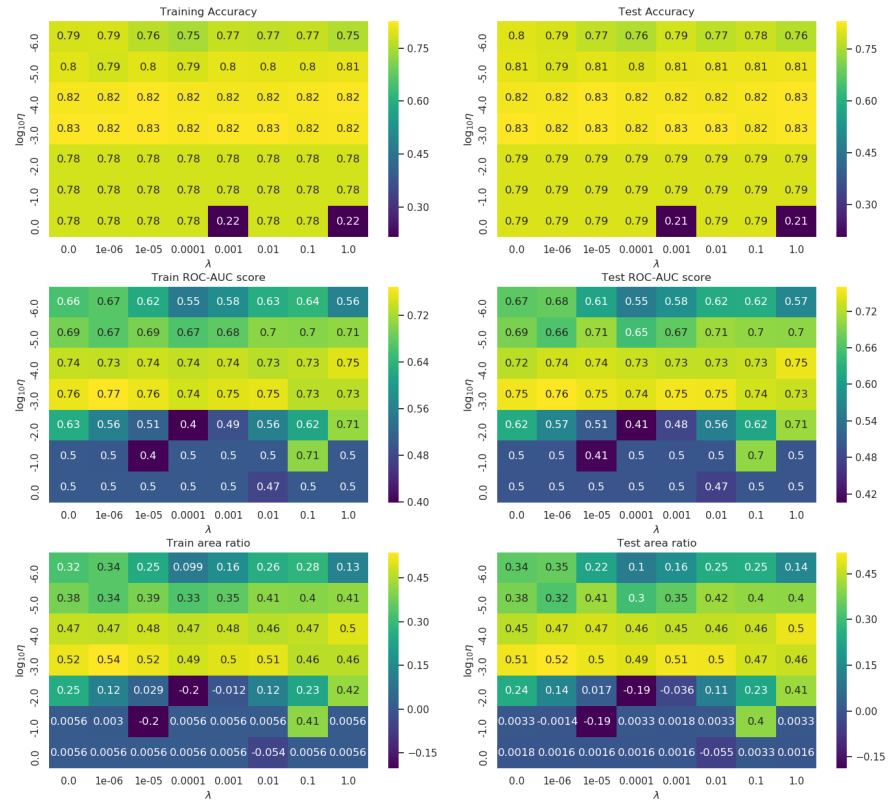 Training Accuracy
-6.0 0.79 0.79 0.76 0.75 0.77 0.77 0.77 0.75
-5.0 0.8 0.79 0.8 0.79 0.8 0.8 0.8 0.81
-4.0 0.82 0.82 0.82 0.82 0.82 0.82 0.82 0.82
-3.0 0.83 0.82 0.83 0.82 0.82 0.83 0.82 0.82
-2.0 0.78 0.78 0.78 0.78 0.78 0.78 0.78 0.78
-1.0 0.78 0.78 0.78 0.78 0.78 0.78 0.78 0.78
0.0 0.78 0.78 0.78 0.78 0.22 0.78 0.78 0.22
log₁₀η
0.0 1e-06 1e-05 0.0001 0.001 0.01 0.1 1.0
λ
0.75
0.60
0.45
0.30
Test Accuracy
-6.0 0.8 0.79 0.77 0.76 0.77 0.77 0.78 0.76
-5.0 0.81 0.79 0.81 0.8 0.81 0.81 0.81 0.81
-4.0 0.82 0.82 0.83 0.82 0.82 0.82 0.82 0.83
-3.0 0.83 0.83 0.83 0.82 0.83 0.83 0.82 0.83
-2.0 0.79 0.79 0.79 0.79 0.79 0.79 0.79 0.79
-1.0 0.79 0.79 0.79 0.79 0.79 0.79 0.79 0.79
0.0 0.79 0.79 0.79 0.79 0.21 0.79 0.79 0.21
log₁₀η
0.0 1e-06 1e-05 0.0001 0.001 0.01 0.1 1.0
λ
0.75
0.60
0.45
0.30
Train ROC-AUC score
-6.0 0.66 0.67 0.62 0.55 0.58 0.63 0.64 0.56
-5.0 0.69 0.67 0.69 0.67 0.68 0.7 0.7 0.71
-4.0 0.74 0.73 0.74 0.74 0.74 0.73 0.73 0.75
-3.0 0.76 0.77 0.76 0.74 0.75 0.75 0.73 0.73
-2.0 0.63 0.56 0.51 0.4 0.49 0.56 0.62 0.71
-1.0 0.5 0.5 0.4 0.5 0.5 0.5 0.71 0.5
0.0 0.5 0.5 0.5 0.5 0.5 0.47 0.5 0.5
log₁₀η
0.0 1e-06 1e-05 0.0001 0.001 0.01 0.1 1.0
λ
0.72
0.64
0.56
0.48
0.40
Test ROC-AUC score
-6.0 0.67 0.68 0.61 0.55 0.58 0.62 0.62 0.57
-5.0 0.69 0.66 0.71 0.65 0.67 0.71 0.7 0.7
-4.0 0.72 0.74 0.74 0.73 0.73 0.73 0.74 0.75
-3.0 0.75 0.76 0.75 0.74 0.75 0.75 0.74 0.73
-2.0 0.62 0.57 0.51 0.41 0.48 0.56 0.62 0.71
-1.0 0.5 0.5 0.41 0.5 0.5 0.5 0.7 0.5
0.0 0.5 0.5 0.5 0.5 0.5 0.47 0.5 0.5
log₁₀η
0.0 1e-06 1e-05 0.0001 0.001 0.01 0.1 1.0
λ
0.72
0.66
0.60
0.54
0.48
0.42
Train area ratio
-6.0 0.32 0.34 0.25 0.099 0.16 0.26 0.28 0.13
-5.0 0.38 0.34 0.39 0.33 0.35 0.41 0.4 0.41
-4.0 0.47 0.47 0.48 0.47 0.48 0.46 0.47 0.5
-3.0 0.52 0.54 0.52 0.49 0.5 0.51 0.46 0.46
-2.0 0.25 0.12 0.029 -0.2 -0.012 0.12 0.23 0.42
-1.0 0.0056 0.003 -0.2 0.0056 0.0056 0.0056 0.41 0.0056
0.0 0.0056 0.0056 0.0056 0.0056 0.0056 -0.054 0.0056 0.0056
log₁₀η
0.0 1e-06 1e-05 0.0001 0.001 0.01 0.1 1.0
λ
0.45
0.30
0.15
0.00
-0.15
Test area ratio
-6.0 0.34 0.35 0.22 0.1 0.16 0.25 0.25 0.14
-5.0 0.38 0.32 0.41 0.3 0.35 0.42 0.4 0.4
-4.0 0.45 0.47 0.47 0.46 0.45 0.46 0.46 0.5
-3.0 0.51 0.52 0.5 0.49 0.51 0.5 0.47 0.46
-2.0 0.24 0.14 0.017 -0.19 -0.036 0.11 0.23 0.41
-1.0 0.0033 -0.0014 -0.19 0.0033 0.0018 0.0033 0.4 0.0033
0.0 0.0018 0.0016 0.0016 0.0016 0.0016 -0.055 0.0033 0.0016
log₁₀η
0.0 1e-06 1e-05 0.0001 0.001 0.01 0.1 1.0
λ
0.45
0.30
0.15
0.00
-0.15